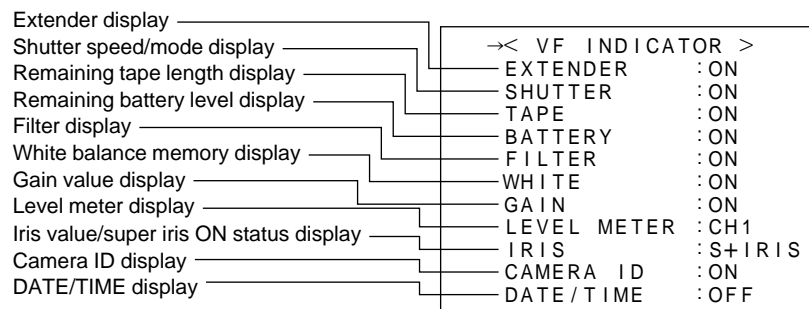 Extender display
Shutter speed/mode display
Remaining tape length display
Remaining battery level display
Filter display
White balance memory display
Gain value display
Level meter display
Iris value/super iris ON status display
Camera ID display
DATE/TIME display
→< VF INDICATOR >
EXTENDER :ON
SHUTTER :ON
TAPE :ON
BATTERY :ON
FILTER :ON
WHITE :ON
GAIN :ON
LEVEL METER :CH1
IRIS :S+IRIS
CAMERA ID :ON
DATE/TIME :OFF